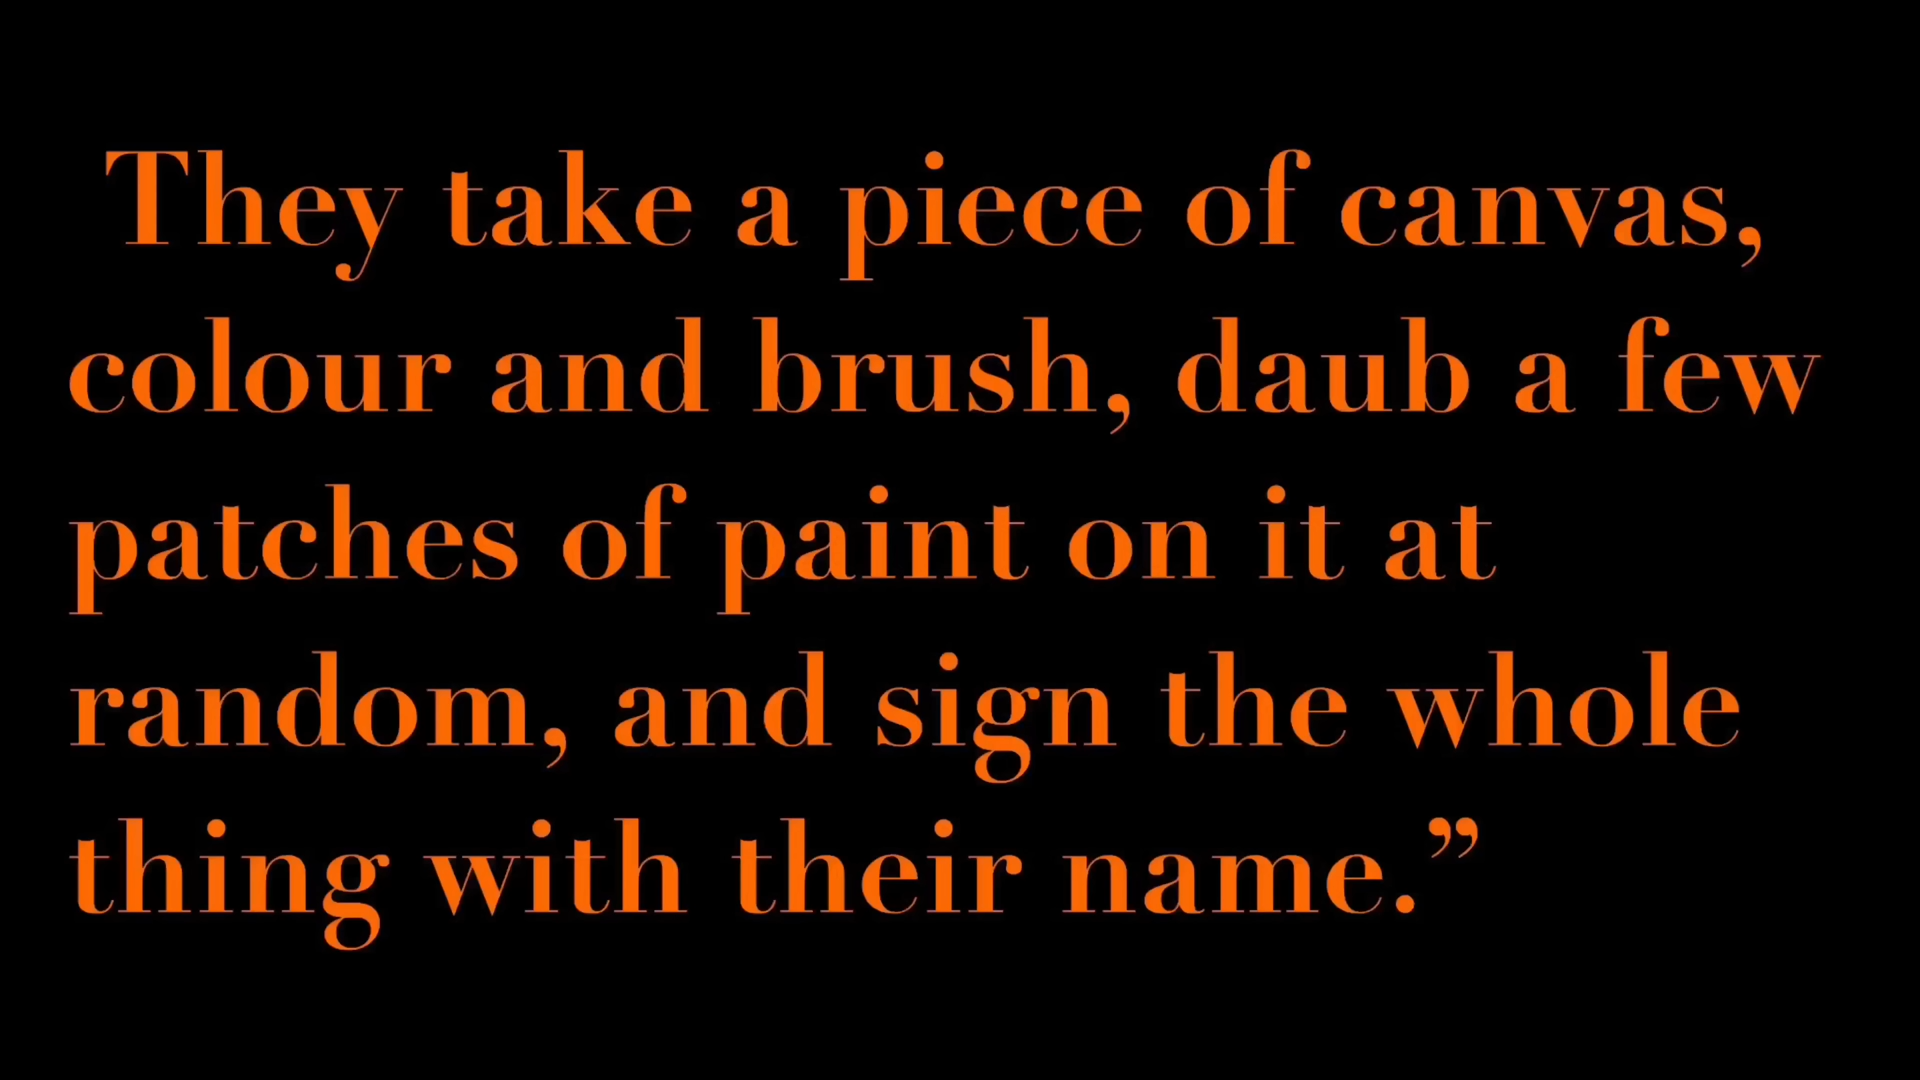 They take a piece of canvas,
colour and brush, daub a few
patches of paint on it at
random, and sign the whole
thing with their name.”